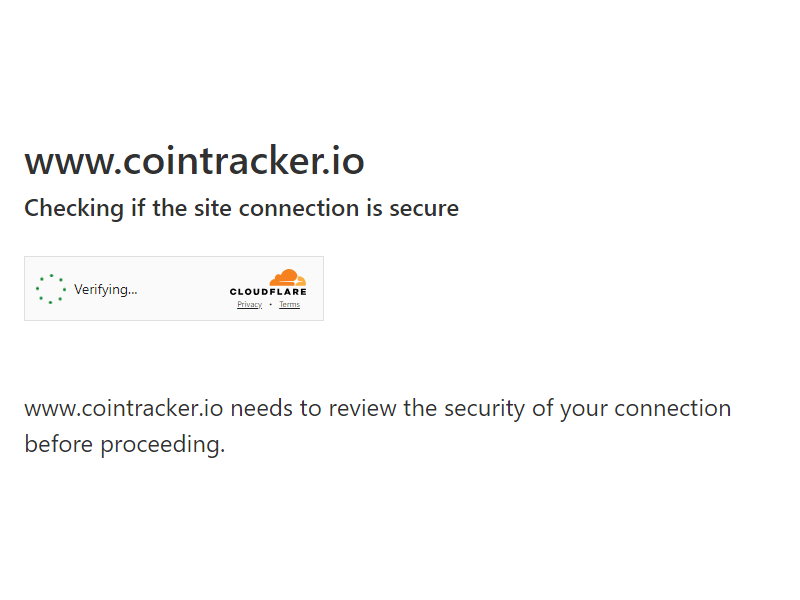 www.cointracker.io
Checking if the site connection is secure
Verifying...
CLOUDFLARE
Privacy • Terms
www.cointracker.io needs to review the security of your connection
before proceeding.